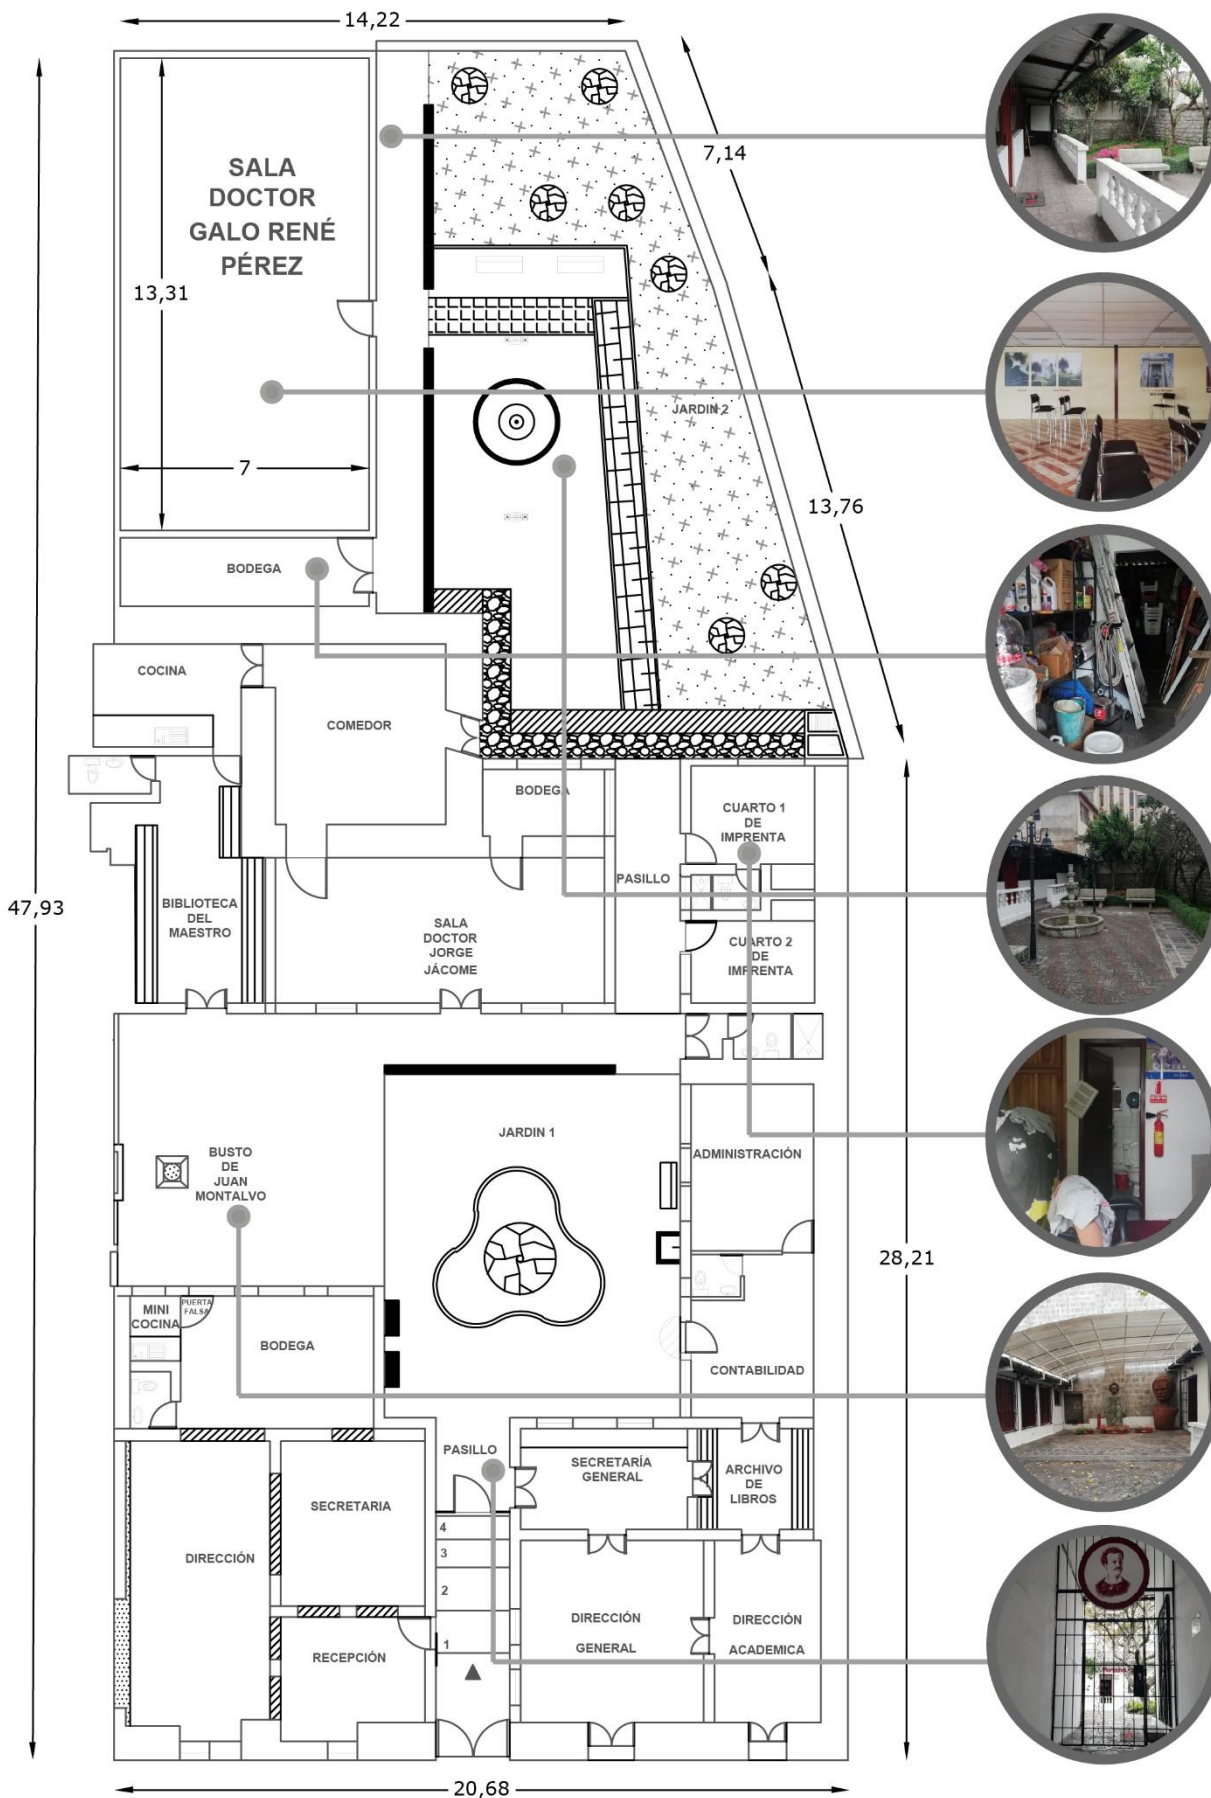 14,22
7,14
SALA
DOCTOR
GALO RENÉ
PÉREZ
13,31
JARDIN 2
7
13,76
BODEGA
COCINA
COMEDOR
BODEGA
CUARTO 1
DE
IMPRENTA
PASILLO
47,93
BIBLIOTECA
DEL
MAESTRO
SALA
DOCTOR
JORGE
JÁCOME
CUARTO 2
DE
IMPRENTA
JARDIN 1
BUSTO
DE
JUAN
MONTALVO
ADMINISTRACIÓN
28,21
MINI
COCINA
PUERTA
FALSA
BODEGA
CONTABILIDAD
PASILLO
SECRETARÍA
GENERAL
ARCHIVO
DE
LIBROS
SECRETARIA
4
3
DIRECCIÓN
2
DIRECCIÓN
GENERAL
DIRECCIÓN
ACADEMICA
1
RECEPCIÓN
20,68